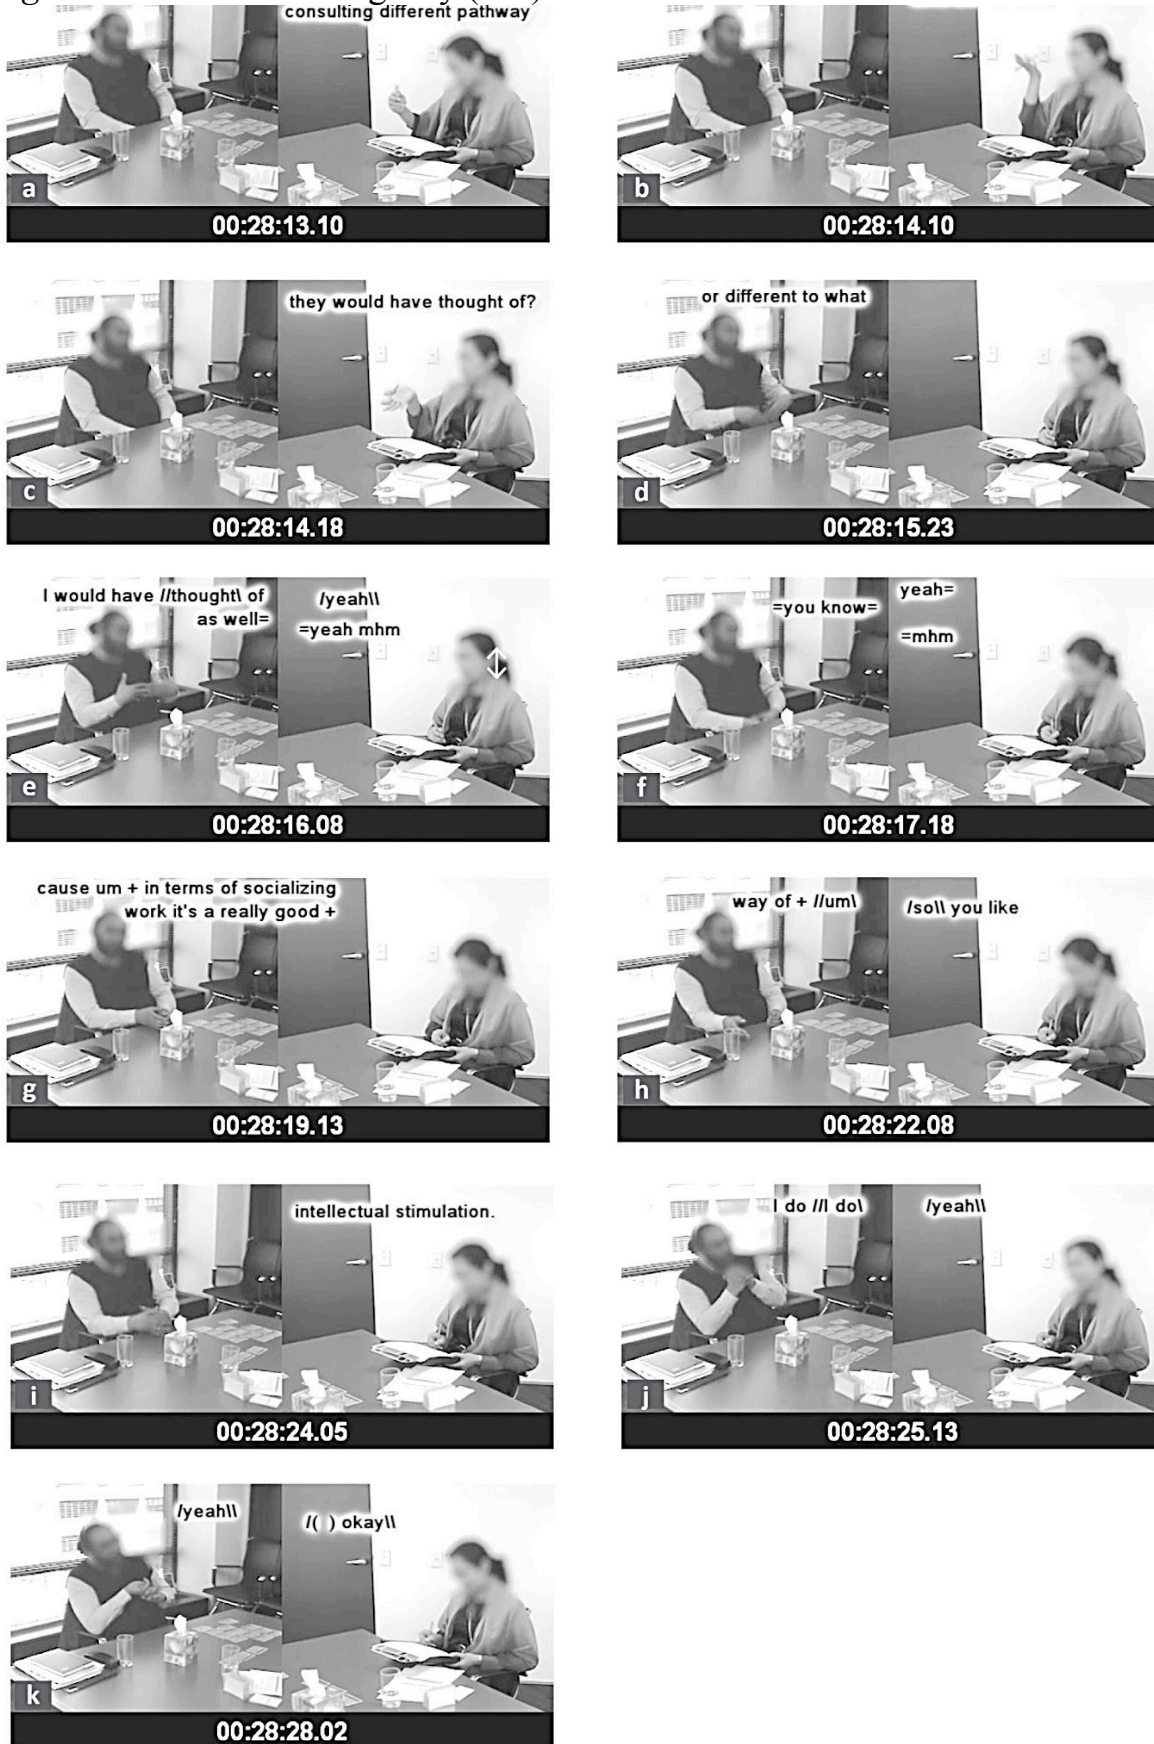 consulting different pathway
a
00:28:13.10
b
00:28:14.10
they would have thought of?
c
00:28:14.18
or different to what
d
00:28:15.23
I would have //thought\ of
as well=
/yeah\\
=yeah mhm
e
00:28:16.08
=you know=
yeah=
=mhm
f
00:28:17.18
cause um + in terms of socializing
work it's a really good +
g
00:28:19.13
way of + //um\
/so\\ you like
h
00:28:22.08
intellectual stimulation.
i
00:28:24.05
I do //I do\
/yeah\\
j
00:28:25.13
/yeah\\
/( ) okay\\
k
00:28:28.02